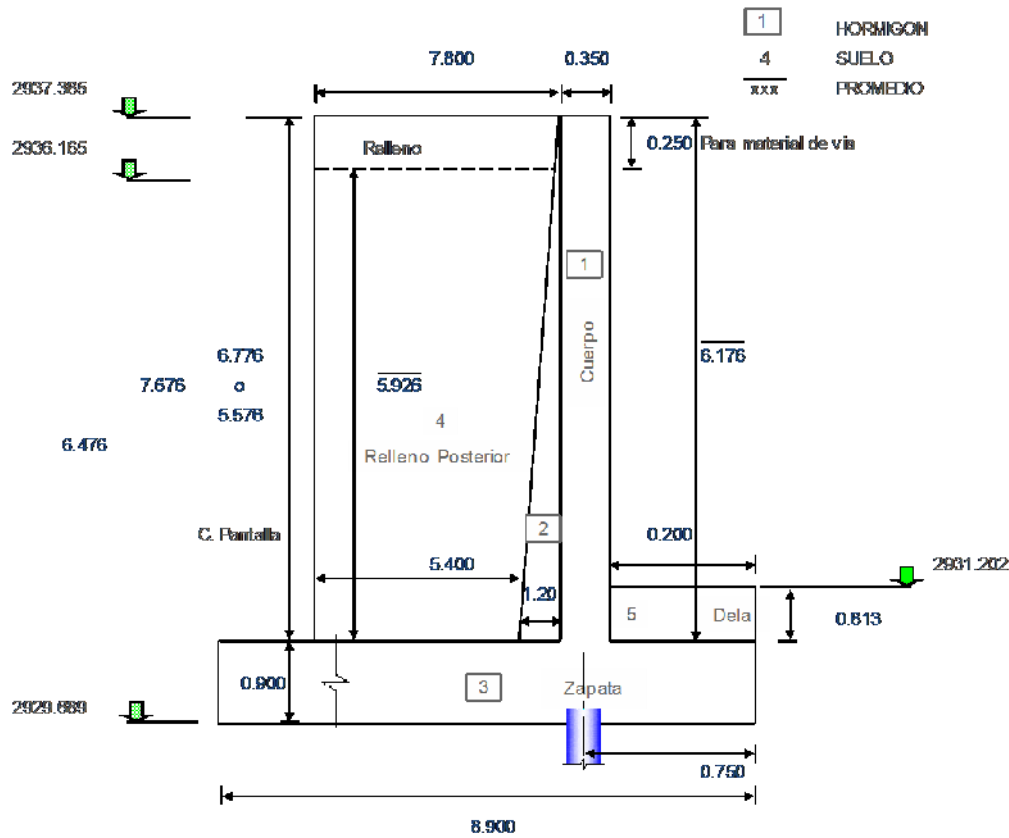 1 HORMIGON
4 SUELO
xxx PROMEDIO
7.800 0.350
2937.365
2936.165
Relleno
0.250 Para material de via
1
Cuerpo
6.776
7.676 o
5.576
5.926
6.176
4
6.476
Relleno Posterior
C. Pantalla
2
0.200
5.400
1.20
2931.202
5 Dela
0.613
0.900
3 Zapata
2929.689
0.750
8.900